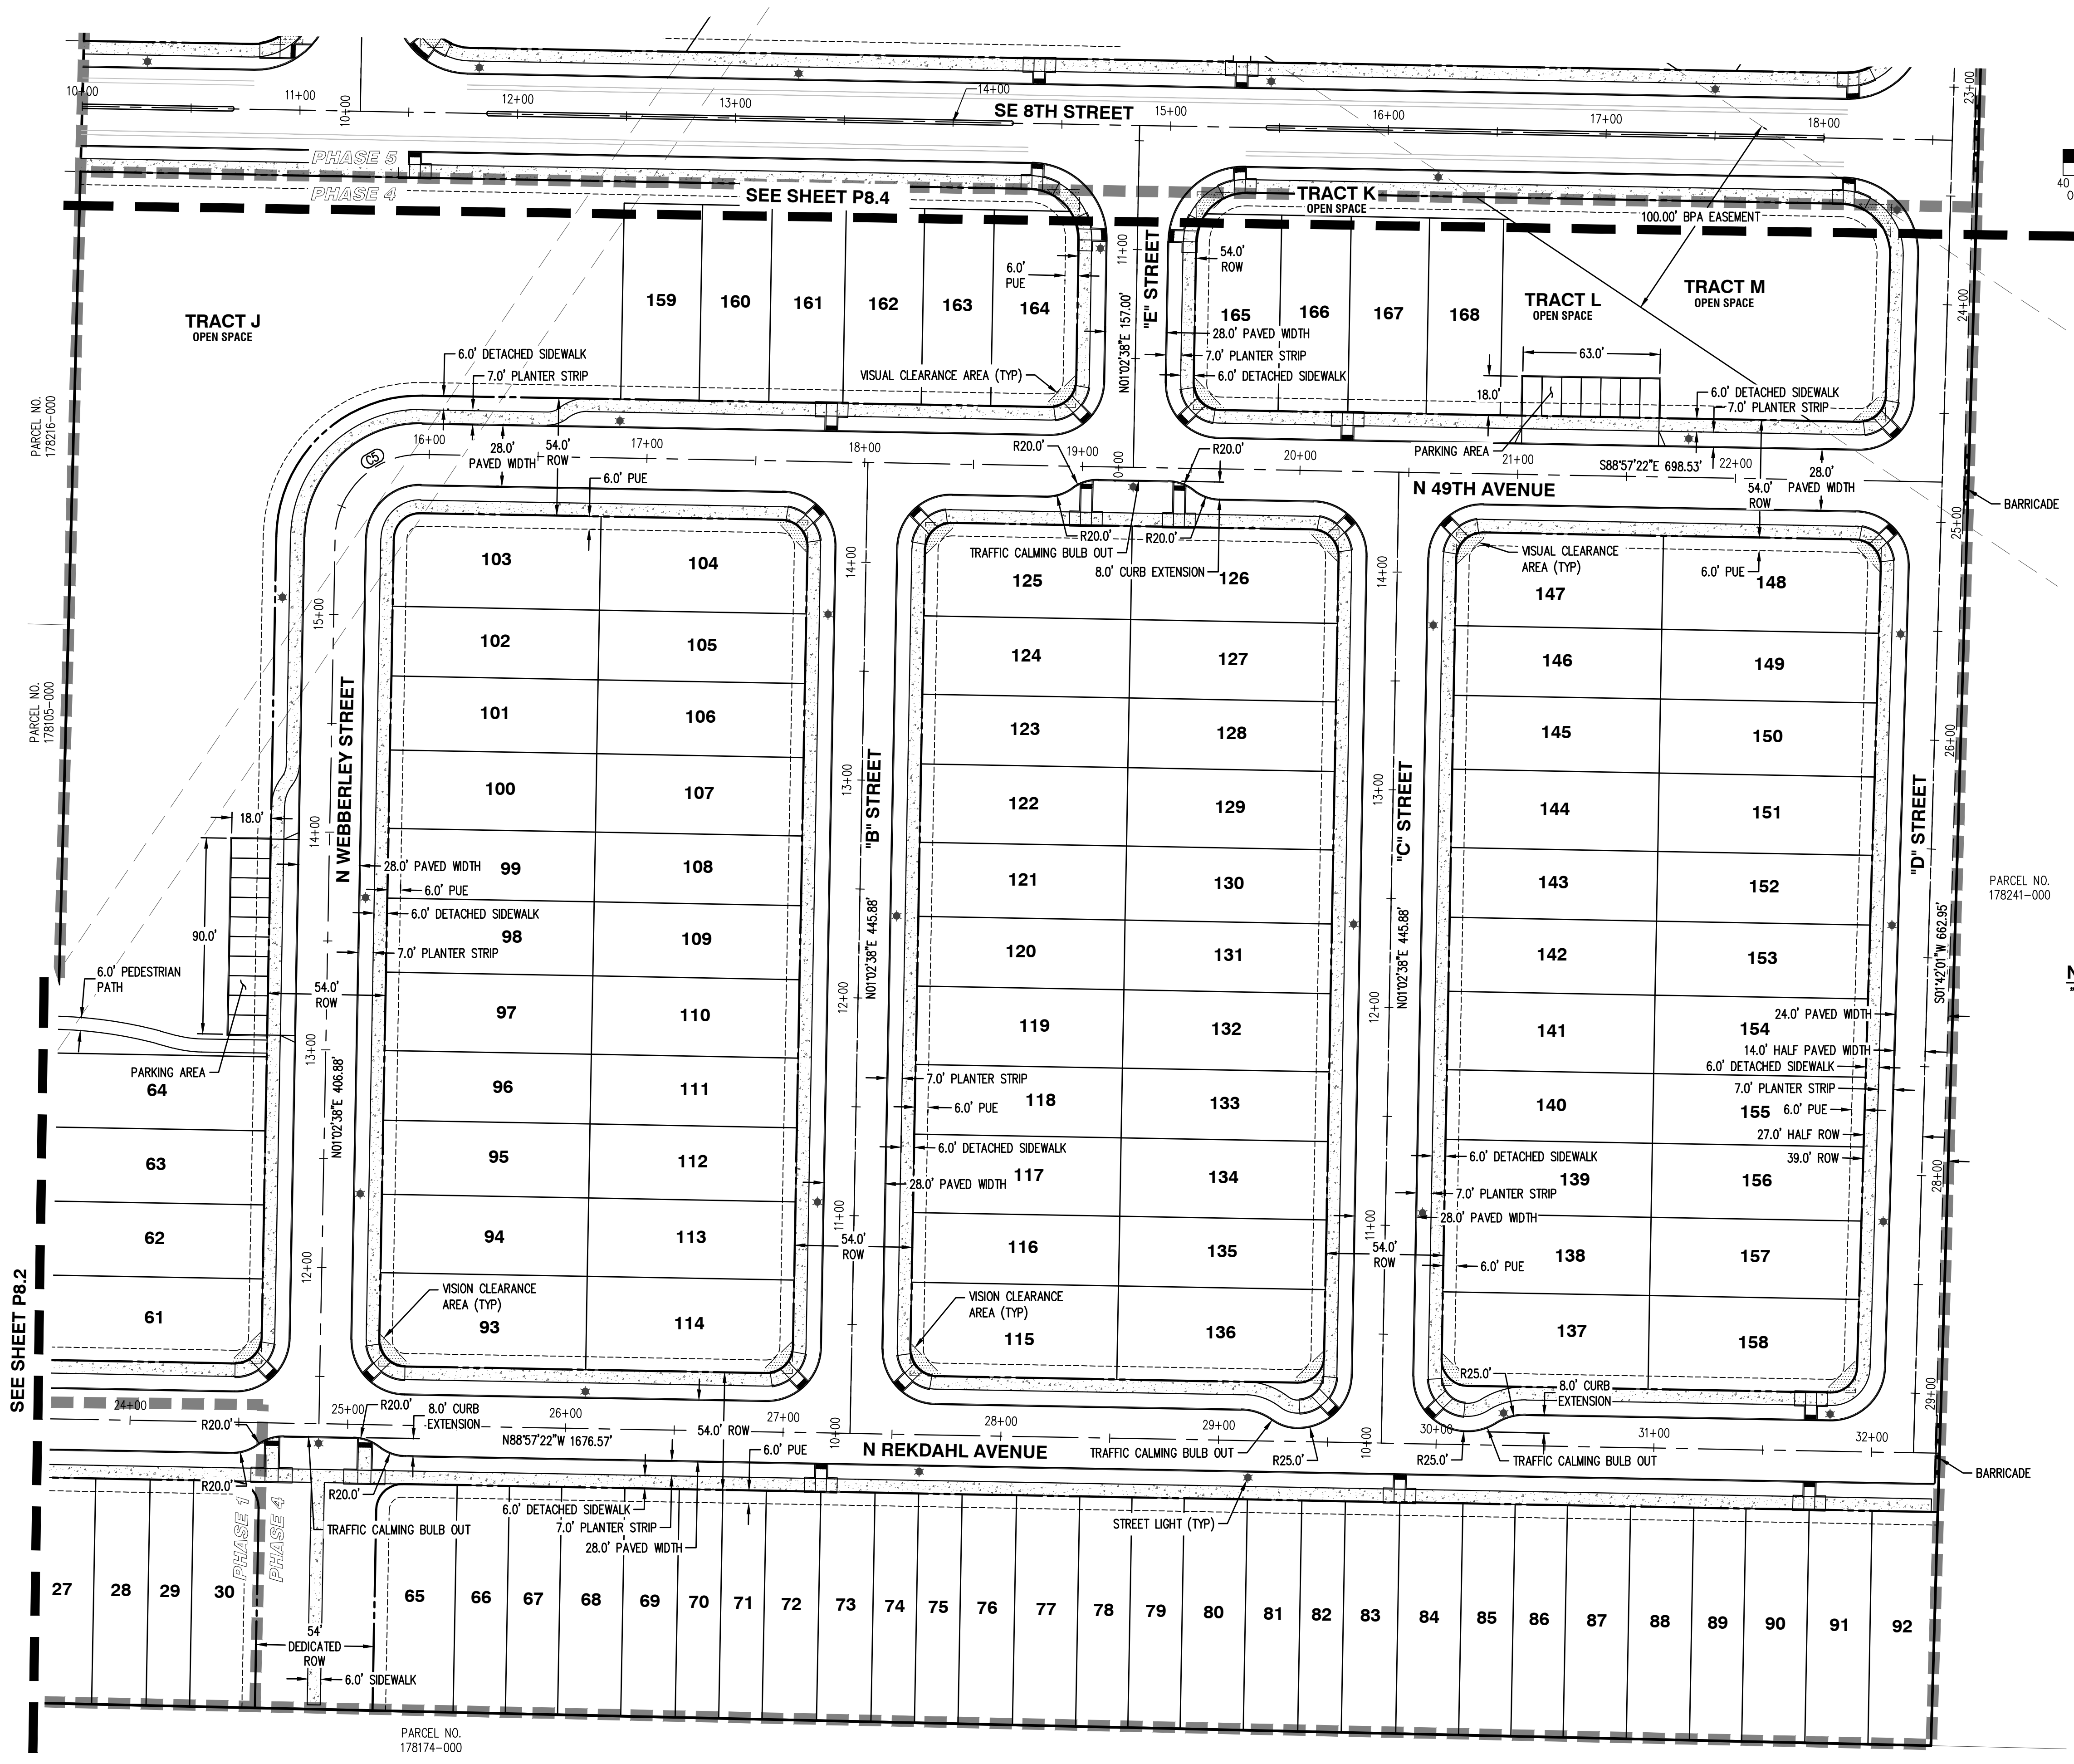 10+00
11+00
12+00
13+00
14+00
15+00
16+00
17+00
18+00
23+00
10+00
SE 8TH STREET
PHASE 5
PHASE 4
SEE SHEET P8.4
TRACT K
OPEN SPACE
100.00' BPA EASEMENT
40
0
TRACT J
OPEN SPACE
159
160
161
162
163
164
6.0'
PUE
11+00
"E" STREET
N01°02'38"E 157.00'
54.0'
ROW
165
166
167
168
TRACT L
OPEN SPACE
TRACT M
OPEN SPACE
24+00
28.0' PAVED WIDTH
7.0' PLANTER STRIP
6.0' DETACHED SIDEWALK
63.0'
18.0'
6.0' DETACHED SIDEWALK
7.0' PLANTER STRIP
6.0' DETACHED SIDEWALK
7.0' PLANTER STRIP
VISUAL CLEARANCE AREA (TYP)
PARCEL NO.
178216-000
C5
16+00
28.0'
PAVED WIDTH
54.0'
ROW
17+00
18+00
R20.0'
19+00
10+00
R20.0'
20+00
PARKING AREA
21+00
S88°57'22"E 698.53'
22+00
28.0'
PAVED WIDTH
54.0'
ROW
6.0' PUE
N 49TH AVENUE
BARRICADE
25+00
R20.0'
R20.0'
TRAFFIC CALMING BULB OUT
8.0' CURB EXTENSION
VISUAL CLEARANCE
AREA (TYP)
6.0' PUE
103
104
125
126
147
148
14+00
14+00
15+00
102
105
124
127
146
149
PARCEL NO.
178105-000
N WEBBERLEY STREET
101
106
123
128
145
150
26+00
100
107
122
129
144
151
"B" STREET
13+00
"C" STREET
13+00
"D" STREET
18.0'
14+00
28.0' PAVED WIDTH
99
108
121
130
143
152
6.0' PUE
PARCEL NO.
178241-000
6.0' DETACHED SIDEWALK
98
109
120
131
142
153
7.0' PLANTER STRIP
90.0'
N01°02'38"E 445.88'
N01°02'38"E 445.88'
S01°42'01"W 662.95'
6.0' PEDESTRIAN
PATH
54.0'
ROW
12+00
12+00
97
110
119
132
141
154
24.0' PAVED WIDTH
14.0' HALF PAVED WIDTH
6.0' DETACHED SIDEWALK
7.0' PLANTER STRIP
13+00
PARKING AREA
N01°02'38"E 406.88'
64
96
111
7.0' PLANTER STRIP
118
6.0' PUE
133
140
155
6.0' PUE
27.0' HALF ROW
39.0' ROW
63
95
112
6.0' DETACHED SIDEWALK
117
28.0' PAVED WIDTH
134
6.0' DETACHED SIDEWALK
139
7.0' PLANTER STRIP
28.0' PAVED WIDTH
156
28+00
62
94
113
54.0'
ROW
11+00
116
135
54.0'
ROW
11+00
138
6.0' PUE
157
12+00
SEE SHEET P8.2
61
VISION CLEARANCE
AREA (TYP)
93
114
VISION CLEARANCE
AREA (TYP)
115
136
137
158
29+00
24+00
R20.0'
25+00
R20.0'
8.0' CURB
EXTENSION
26+00
N88°57'22"W 1676.57'
54.0' ROW
27+00
10+00
6.0' PUE
N REKDAHL AVENUE
28+00
29+00
TRAFFIC CALMING BULB OUT
R25.0'
10+00
R25.0'
8.0' CURB
EXTENSION
30+00
R25.0'
TRAFFIC CALMING BULB OUT
31+00
32+00
BARRICADE
R20.0'
R20.0'
PHASE 1
PHASE 4
TRAFFIC CALMING BULB OUT
6.0' DETACHED SIDEWALK
7.0' PLANTER STRIP
28.0' PAVED WIDTH
STREET LIGHT (TYP)
27
28
29
30
65
66
67
68
69
70
71
72
73
74
75
76
77
78
79
80
81
82
83
84
85
86
87
88
89
90
91
92
54'
DEDICATED
ROW
6.0' SIDEWALK
PARCEL NO.
178174-000